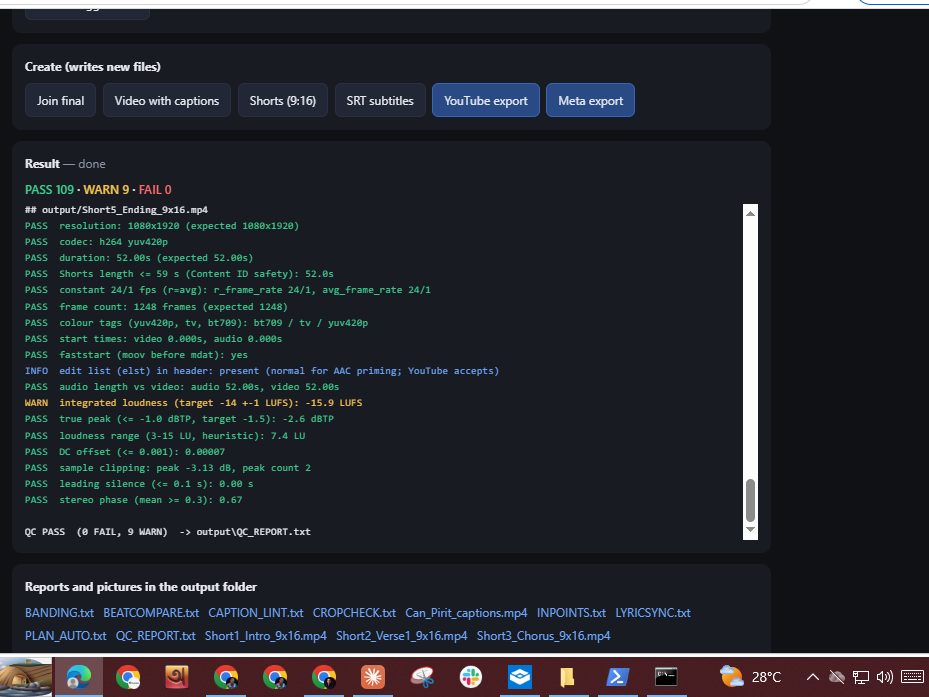 Create (writes new files)
Join final Video with captions Shorts (9:16) SRT subtitles YouTube export Meta export
Result — done
PASS 109 · WARN 9 · FAIL 0
## output/Short5_Ending_9x16.mp4
PASS resolution: 1080x1920 (expected 1080x1920)
PASS codec: h264 yuv420p
PASS duration: 52.00s (expected 52.00s)
PASS Shorts length <= 59 s (Content ID safety): 52.0s
PASS constant 24/1 fps (r=avg): r_frame_rate 24/1, avg_frame_rate 24/1
PASS frame count: 1248 frames (expected 1248)
PASS colour tags (yuv420p, tv, bt709): bt709 / tv / yuv420p
PASS start times: video 0.000s, audio 0.000s
PASS faststart (moov before mdat): yes
INFO edit list (elst) in header: present (normal for AAC priming; YouTube accepts)
PASS audio length vs video: audio 52.00s, video 52.00s
WARN integrated loudness (target -14 +-1 LUFS): -15.9 LUFS
PASS true peak (<= -1.0 dBTP, target -1.5): -2.6 dBTP
PASS loudness range (3-15 LU, heuristic): 7.4 LU
PASS DC offset (<= 0.001): 0.00007
PASS sample clipping: peak -3.13 dB, peak count 2
PASS leading silence (<= 0.1 s): 0.00 s
PASS stereo phase (mean >= 0.3): 0.67
QC PASS (0 FAIL, 9 WARN) -> output\QC_REPORT.txt
Reports and pictures in the output folder
BANDING.txt BEATCOMPARE.txt CAPTION_LINT.txt CROPCHECK.txt Can_Pirit_captions.mp4 INPOINTS.txt LYRICSYNC.txt
PLAN_AUTO.txt QC_REPORT.txt Short1_Intro_9x16.mp4 Short2_Verse1_9x16.mp4 Short3_Chorus_9x16.mp4
28°C